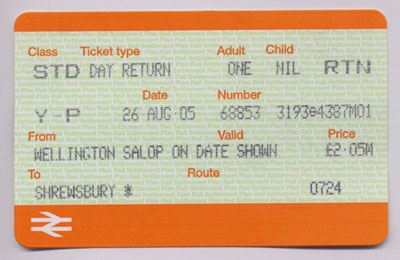 Class Ticket type Adult Child
STD DAY RETURN ONE NIL RTN
Date Number
Y-P 26 AUG 05 68853 3193@4387M01
From Valid Price
WELLINGTON SALOP ON DATE SHOWN £2·05M
To Route
SHREWSBURY * 0724